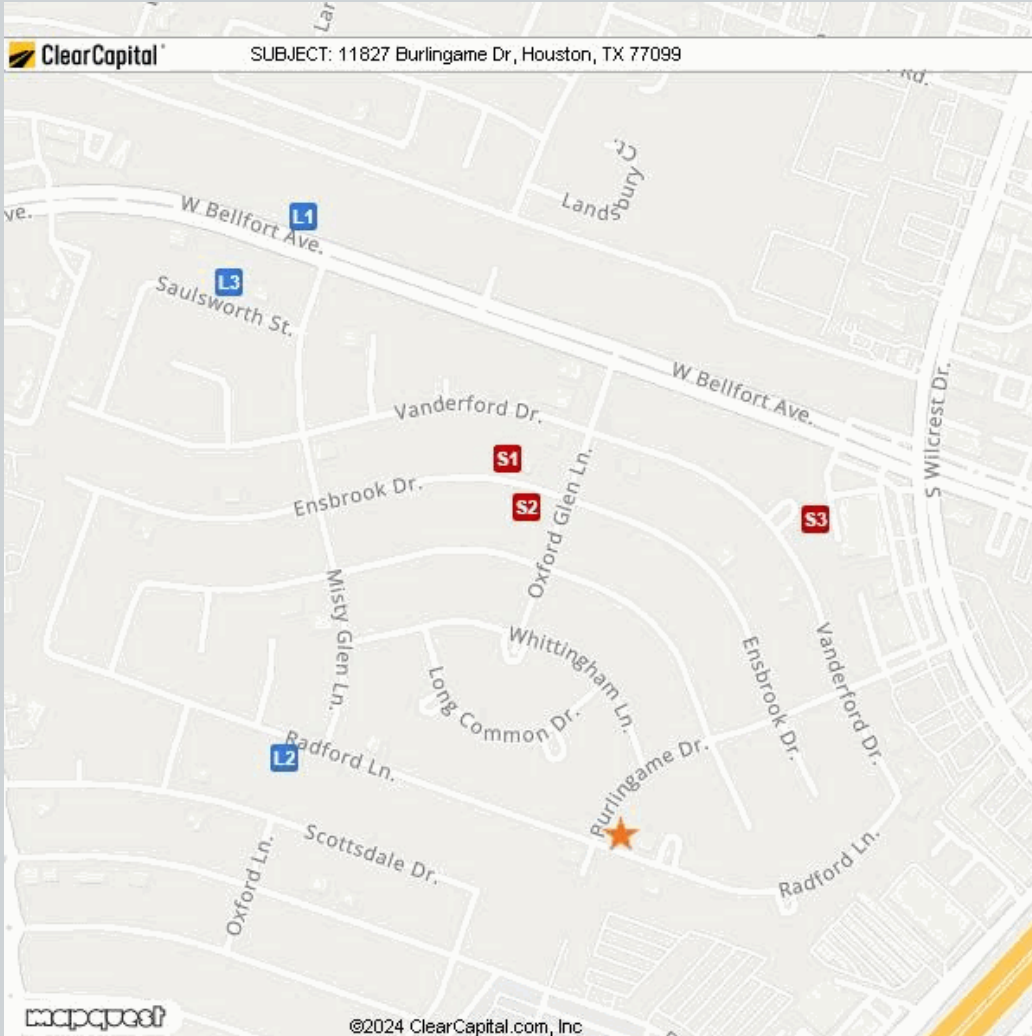 Lar
ClearCapital
SUBJECT: 11827 Burlingame Dr, Houston, TX 77099
Rd.
Landsbury Ct.
ve.
W Bellfort Ave.
L1
L3
Saulsworth St.
W Bellfort Ave.
S Wilcrest Dr.
Vanderford Dr.
S1
Ensbrook Dr.
S2
Oxford Glen Ln.
S3
Misty Glen Ln.
Whittingham Ln.
Long Common Dr.
Ensbrook Dr.
Vanderford Dr.
Burlingame Dr.
L2
Radford Ln.
Scottsdale Dr.
Oxford Ln.
Radford Ln.
mapquest
©2024 ClearCapital.com, Inc